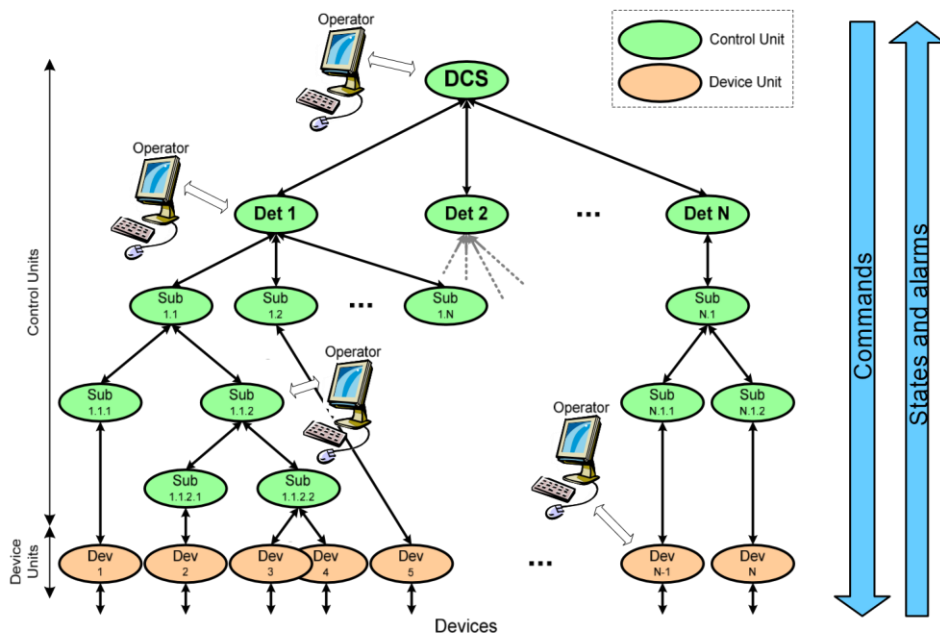 Operator
Control Unit
Device Unit
DCS
Operator
Det 1
Det 2
...
Det N
Control Units
Commands
States and alarms
Sub
1.1
Sub
1.2
...
Sub
1.N
Sub
N.1
Operator
Sub
1.1.1
Sub
1.1.2
Sub
N.1.1
Sub
N.1.2
Operator
Sub
1.1.2.1
Sub
1.1.2.2
Device
Units
Dev
1
Dev
2
Dev
3
Dev
4
Dev
5
...
Dev
N-1
Dev
N
Devices